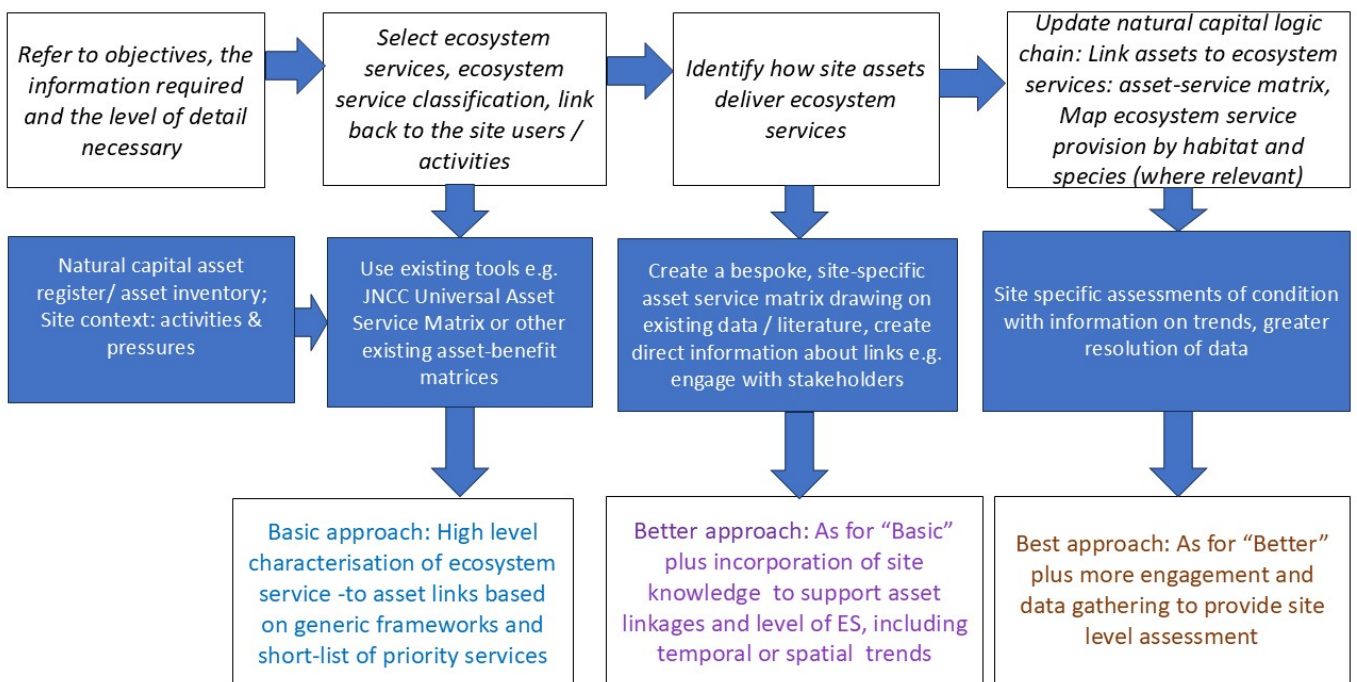 Refer to objectives, the
information required
and the level of detail
necessary
Select ecosystem
services, ecosystem
service classification, link
back to the site users /
activities
Identify how site assets
deliver ecosystem
services
Update natural capital logic
chain: Link assets to ecosystem
services: asset-service matrix,
Map ecosystem service
provision by habitat and
species (where relevant)
Natural capital asset
register/ asset inventory;
Site context: activities &
pressures
Use existing tools e.g.
JNCC Universal Asset
Service Matrix or other
existing asset-benefit
matrices
Create a bespoke, site-specific
asset service matrix drawing on
existing data / literature, create
direct information about links e.g.
engage with stakeholders
Site specific assessments of condition
with information on trends, greater
resolution of data
Basic approach: High level
characterisation of ecosystem
service -to asset links based
on generic frameworks and
short-list of priority services
Better approach: As for “Basic”
plus incorporation of site
knowledge to support asset
linkages and level of ES, including
temporal or spatial trends
Best approach: As for “Better”
plus more engagement and
data gathering to provide site
level assessment